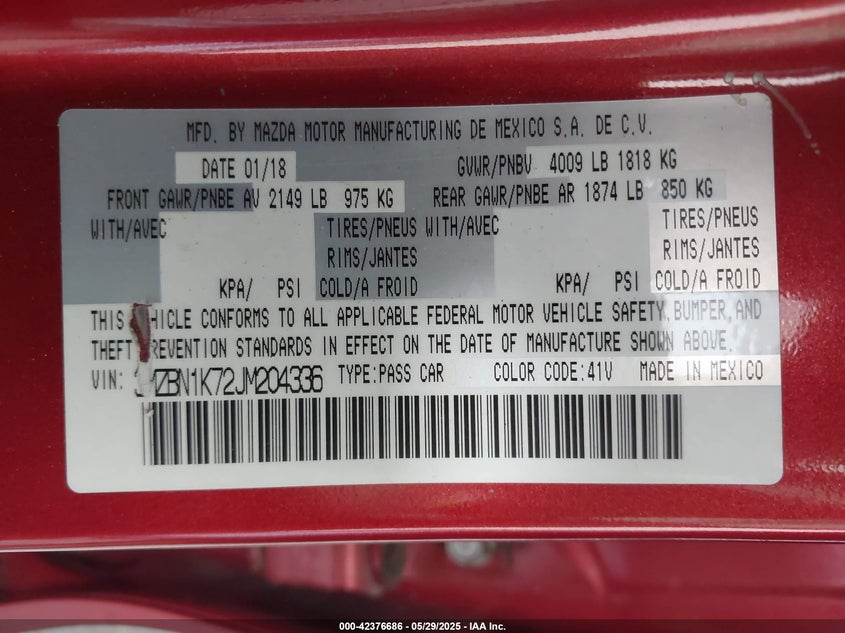 MFD. BY MAZDA MOTOR MANUFACTURING DE MEXICO S.A. DE C.V.
DATE 01/18 GVWR/PNBV 4009 LB 1818 KG
FRONT GAWR/PNBE AV 2149 LB 975 KG REAR GAWR/PNBE AR 1874 LB 850 KG
WITH/AVEC TIRES/PNEUS WITH/AVEC TIRES/PNEUS
RIMS/JANTES RIMS/JANTES
KPA/ PSI COLD/A FROID KPA/ PSI COLD/A FROID
THIS HICLE CONFORMS TO ALL APPLICABLE FEDERAL MOTOR VEHICLE SAFETY, BUMPER, AND
THEFT REVENTION STANDARDS IN EFFECT ON THE DATE OF MANUFACTURE SHOWN ABOVE.
VIN: ZBN1K72JM204336 TYPE:PASS CAR COLOR CODE:41V MADE IN MEXICO
000-42376686 - 05/29/2025 - IAA Inc.